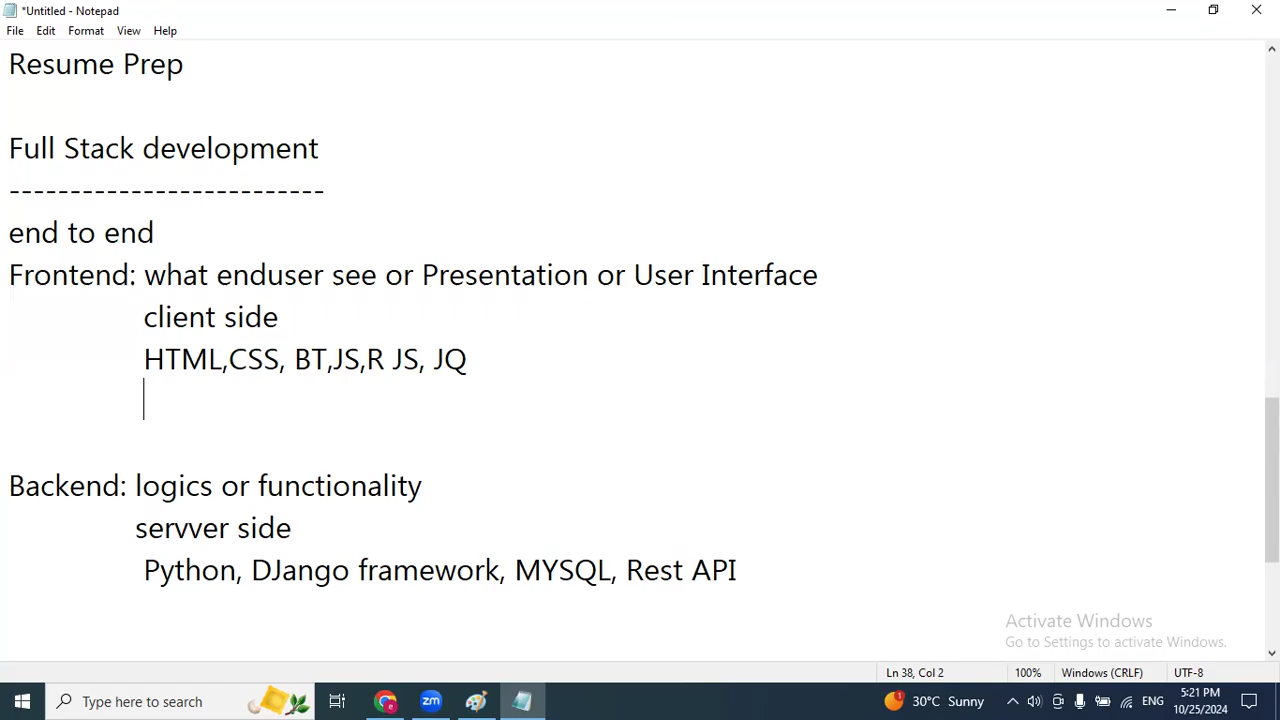 *Untitled - Notepad
File Edit Format View Help
Resume Prep
Full Stack development
--------------------------
end to end
Frontend: what enduser see or Presentation or User Interface
client side
HTML,CSS, BT,JS,R JS, JQ
Backend: logics or functionality
servver side
Python, DJango framework, MYSQL, Rest API
Activate Windows
Go to Settings to activate Windows.
Ln 38, Col 2 100% Windows (CRLF) UTF-8
Type here to search
zm
1
30°C Sunny
ENG
5:21 PM
10/25/2024